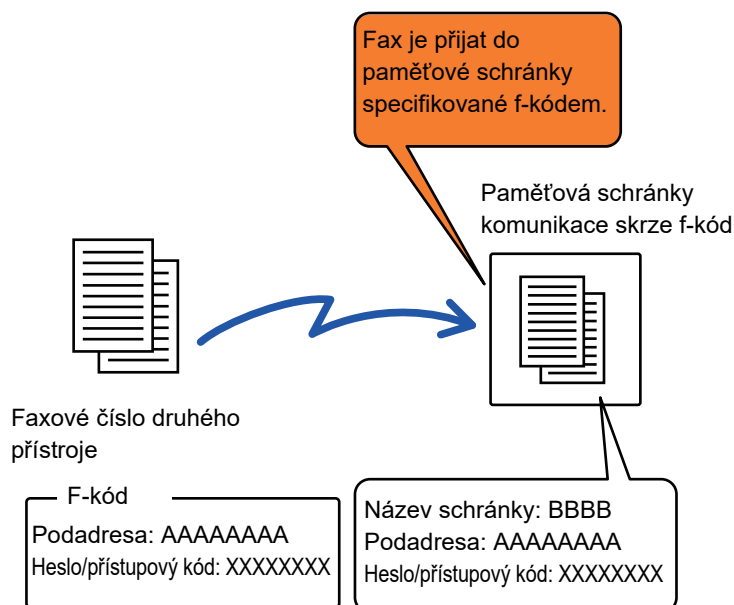 Fax je přijat do
paměťové schránky
specifikované f-kódem.
Paměťová schránky
komunikace skrze f-kód
Faxové číslo druhého
přístroje
F-kód
Podadresa: AAAAAAAA
Heslo/přístupový kód: XXXXXXXX
Název schránky: BBBB
Podadresa: AAAAAAAA
Heslo/přístupový kód: XXXXXXXX